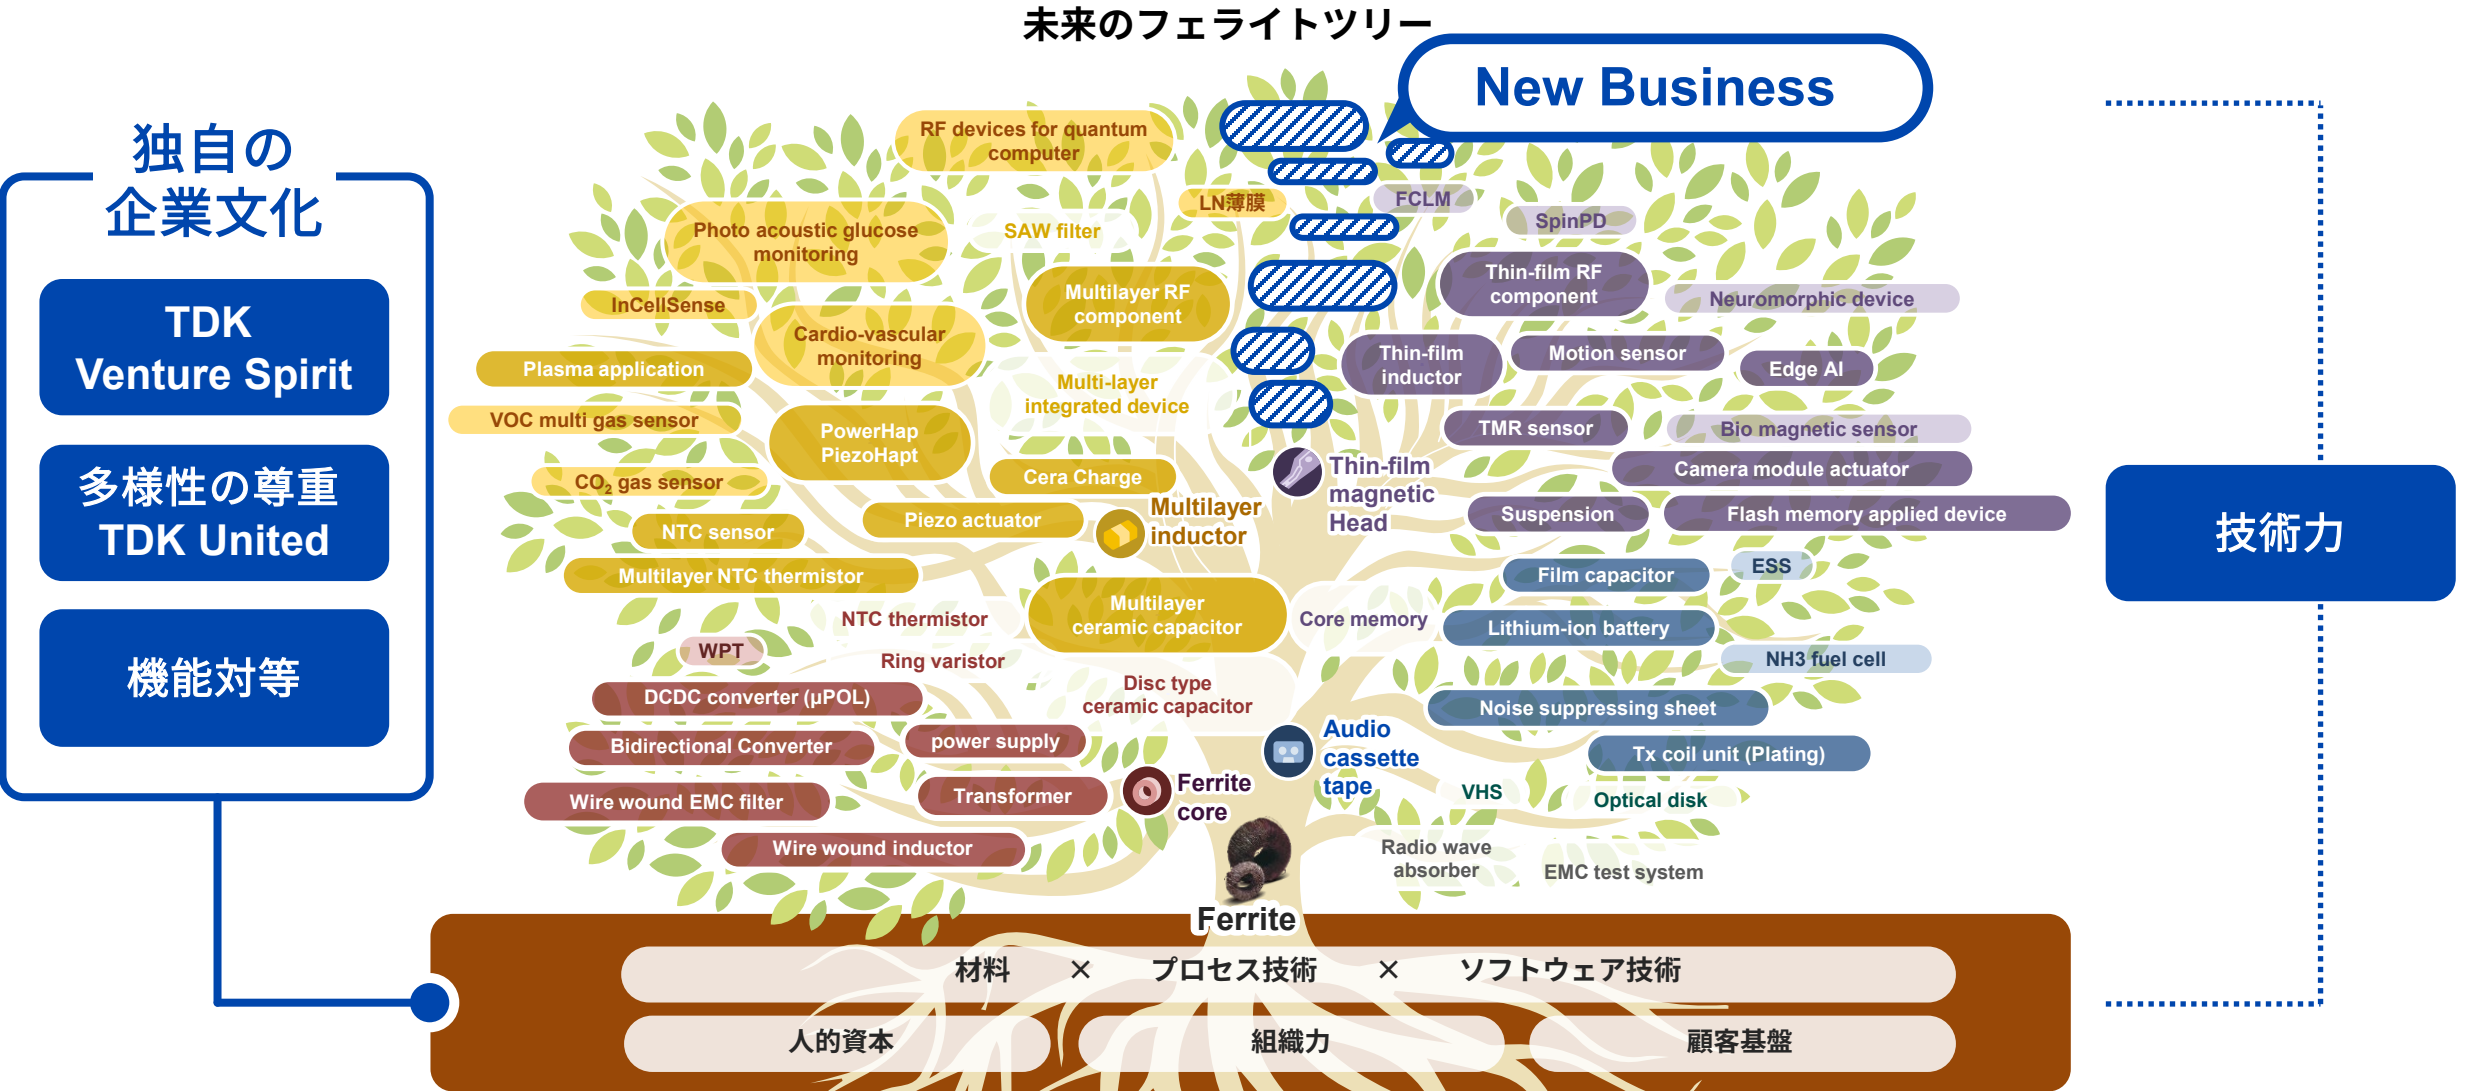 未来のフェライトツリー
New Business
独自の
企業文化
TDK
Venture Spirit
多様性の尊重
TDK United
機能対等
RF devices for quantum
computer
LN薄膜
FCLM
SpinPD
Photo acoustic glucose
monitoring
SAW filter
Thin-film RF
component
Multilayer RF
component
InCellSense
Neuromorphic device
Cardio-vascular
monitoring
Thin-film
inductor
Motion sensor
Edge AI
Plasma application
Multi-layer
integrated device
VOC multi gas sensor
PowerHap
PiezoHapt
TMR sensor
Bio magnetic sensor
CO₂ gas sensor
Cera Charge
Thin-film
magnetic
Head
Camera module actuator
NTC sensor
Piezo actuator
Multilayer
inductor
Suspension
Flash memory applied device
Multilayer NTC thermistor
Film capacitor
ESS
NTC thermistor
Multilayer
ceramic capacitor
Core memory
Lithium-ion battery
WPT
Ring varistor
NH3 fuel cell
DCDC converter (μPOL)
Disc type
ceramic capacitor
Noise suppressing sheet
Bidirectional Converter
power supply
Audio
cassette
tape
Tx coil unit (Plating)
Wire wound EMC filter
Transformer
Ferrite
core
VHS
Optical disk
Wire wound inductor
Radio wave
absorber
EMC test system
Ferrite
材料 × プロセス技術 × ソフトウェア技術
人的資本 組織力 顧客基盤
技術力